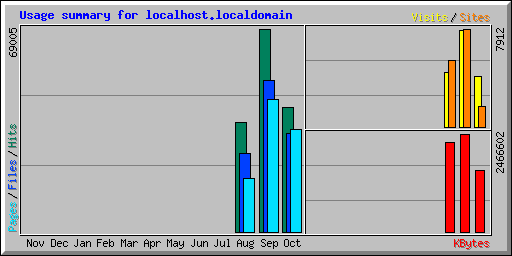 Usage summary for localhost.localdomain
Visits/Sites
69005
7912
Pages/Files/Hits
2466602
Nov Dec Jan Feb Mar Apr May Jun Jul Aug Sep Oct
KBytes